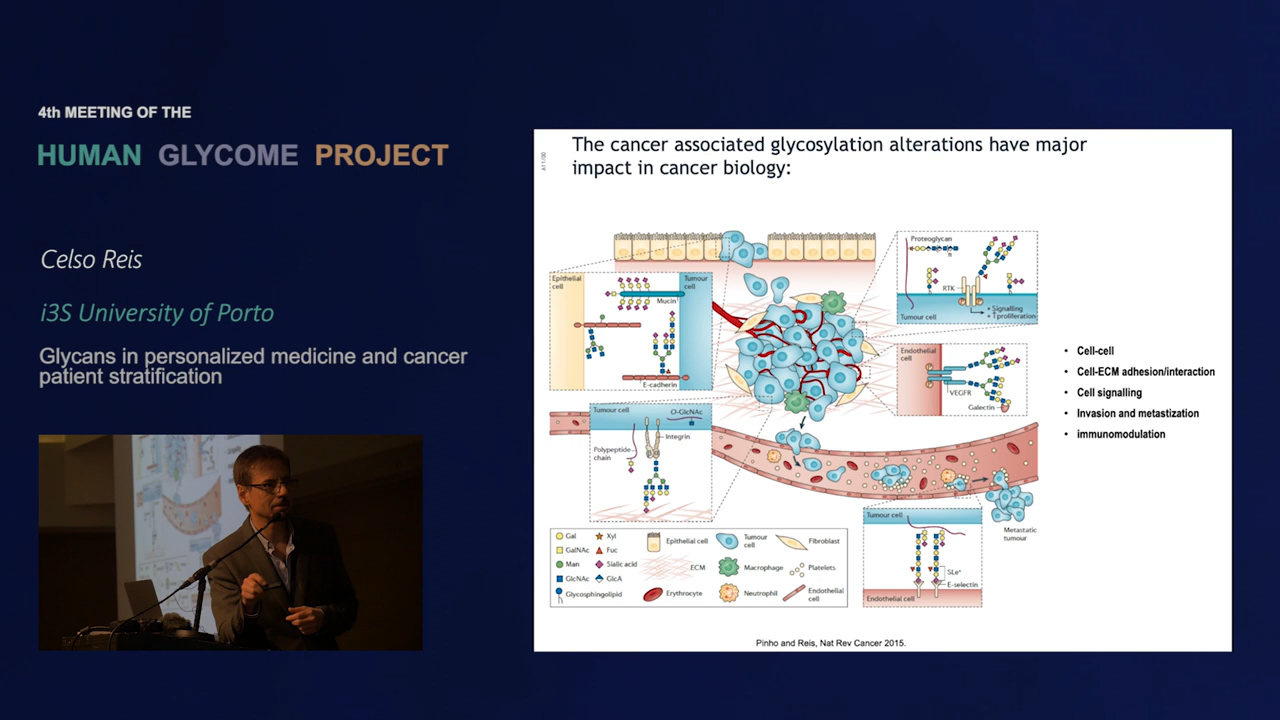 4th MEETING OF THE
HUMAN GLYCOME PROJECT
Celso Reis
i3S University of Porto
Glycans in personalized medicine and cancer
patient stratification
The cancer associated glycosylation alterations have major
impact in cancer biology:
Epithelial
cell
Tumour
cell
Mucin
E-cadherin
Proteoglycan
n
RTK
Signalling
Tumour cell
proliferation
Endothelial
cell
VEGFR
Galectin
• Cell-cell
• Cell-ECM adhesion/interaction
• Cell signalling
• Invasion and metastization
• immunomodulation
Tumour cell
O-GlcNAc
Integrin
Polypeptide
chain
Metastatic
tumour
Tumour cell
SLeˣ
E-selectin
Endothelial cell
Gal
Xyl
Epithelial cell
Tumour
cell
Fibroblast
GalNAc
Fuc
Man
Sialic acid
ECM
Macrophage
Platelets
GlcNAc
GlcA
Glycosphingolipid
Erythrocyte
Neutrophil
Endothelial
cell
Pinho and Reis, Nat Rev Cancer 2015.